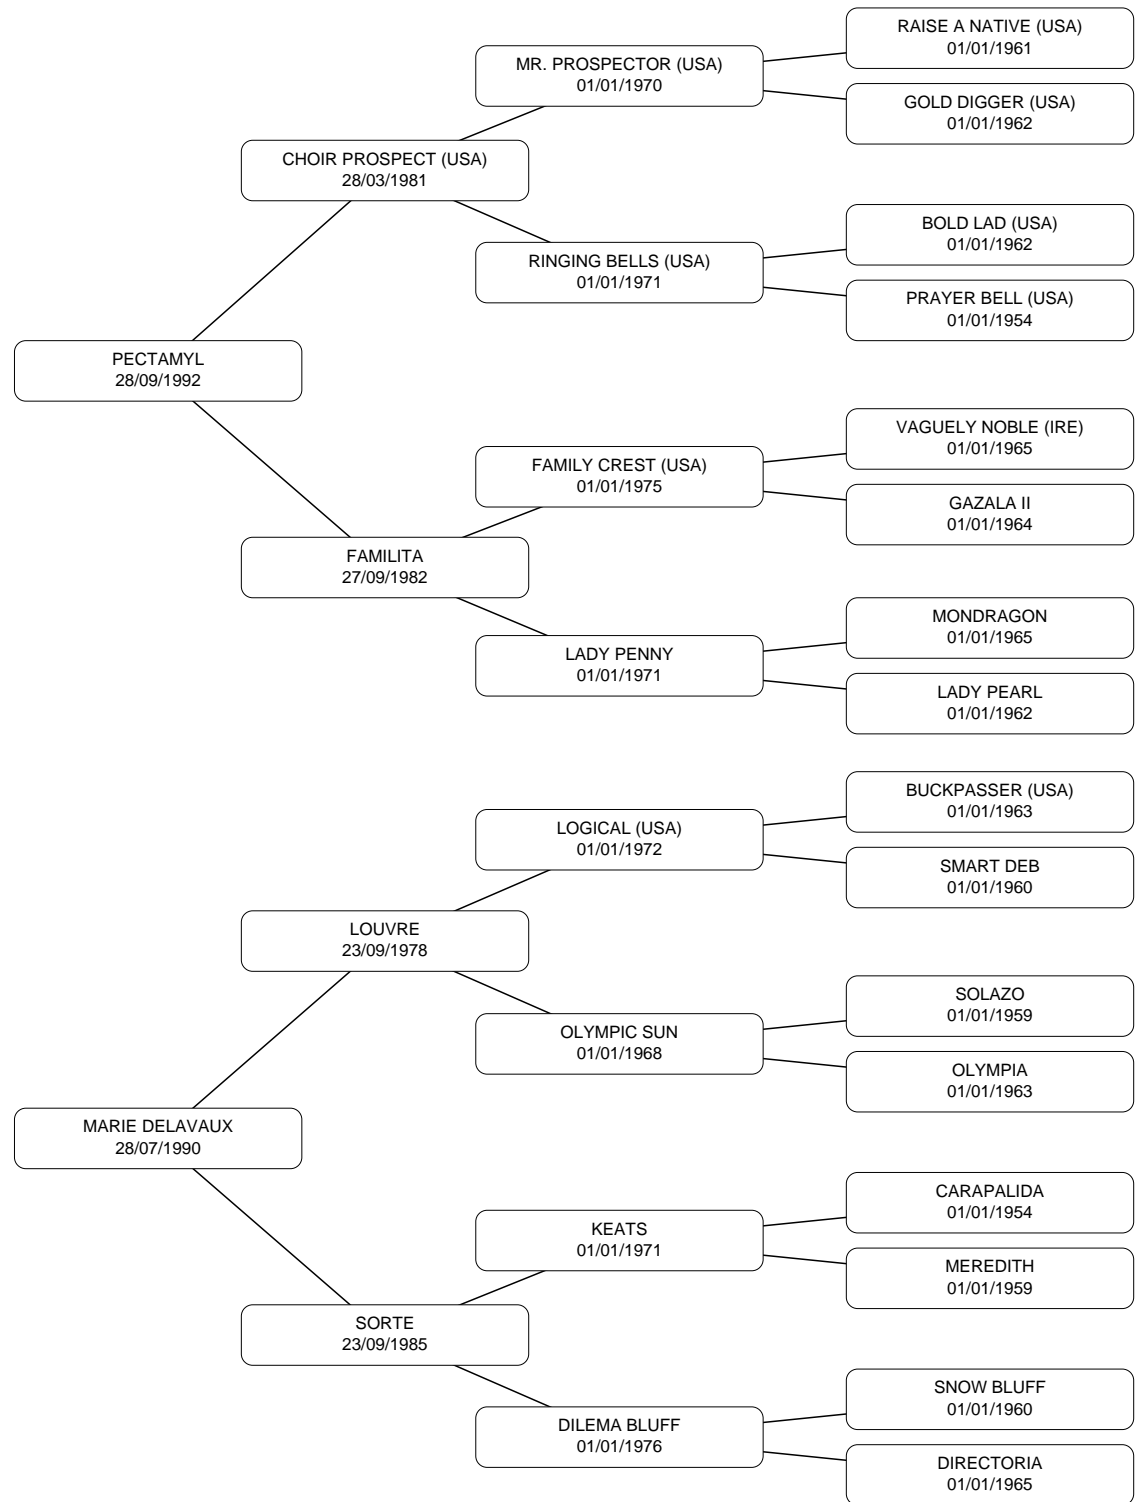 RAISE A NATIVE (USA)
01/01/1961
MR. PROSPECTOR (USA)
01/01/1970
GOLD DIGGER (USA)
01/01/1962
CHOIR PROSPECT (USA)
28/03/1981
BOLD LAD (USA)
01/01/1962
RINGING BELLS (USA)
01/01/1971
PRAYER BELL (USA)
01/01/1954
PECTAMYL
28/09/1992
VAGUELY NOBLE (IRE)
01/01/1965
FAMILY CREST (USA)
01/01/1975
GAZALA II
01/01/1964
FAMILITA
27/09/1982
MONDRAGON
01/01/1965
LADY PENNY
01/01/1971
LADY PEARL
01/01/1962
BUCKPASSER (USA)
01/01/1963
LOGICAL (USA)
01/01/1972
SMART DEB
01/01/1960
LOUVRE
23/09/1978
SOLAZO
01/01/1959
OLYMPIC SUN
01/01/1968
OLYMPIA
01/01/1963
MARIE DELAVAUX
28/07/1990
CARAPALIDA
01/01/1954
KEATS
01/01/1971
MEREDITH
01/01/1959
SORTE
23/09/1985
SNOW BLUFF
01/01/1960
DILEMA BLUFF
01/01/1976
DIRECTORIA
01/01/1965